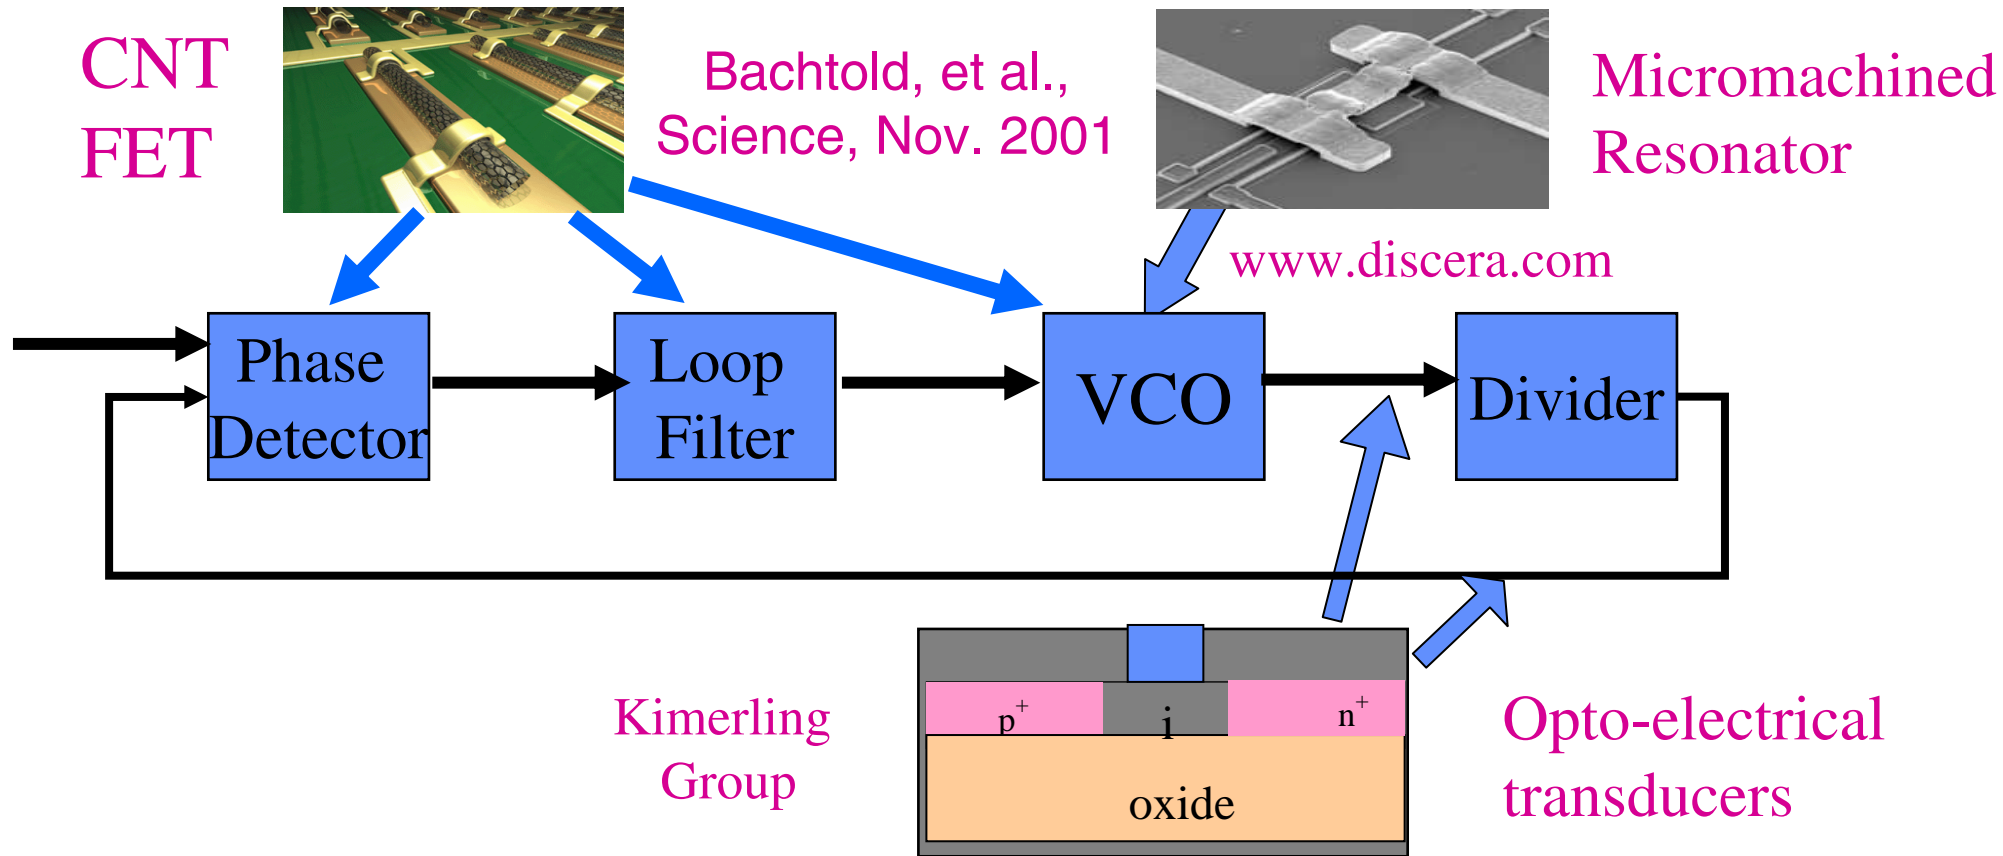 CNT
FET
Bachtold, et al.,
Science, Nov. 2001
Micromachined
Resonator
www.discera.com
Phase
Detector
Loop
Filter
VCO
Divider
Kimerling
Group
p+
i
n+
oxide
Opto-electrical
transducers